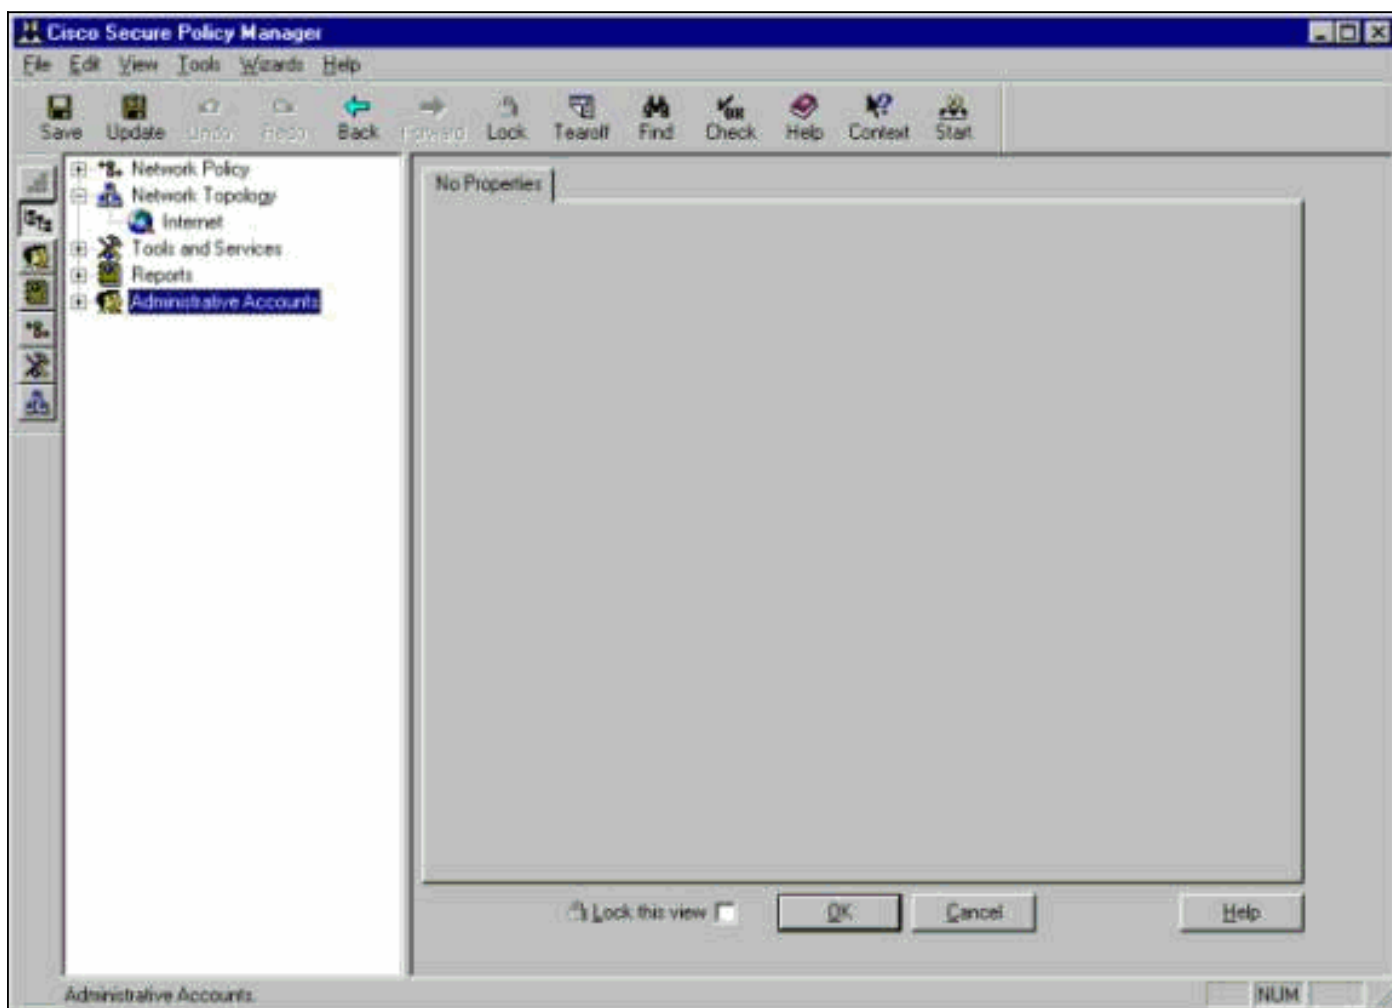 Cisco Secure Policy Manager
File Edit View Tools Wizards Help
Save Update Undo Redo Back Forward Lock Tearoff Find Check Help Context Start
Network Policy
Network Topology
Internet
Tools and Services
Reports
Administrative Accounts
No Properties
Lock this view OK Cancel Help
Administrative Accounts NUM